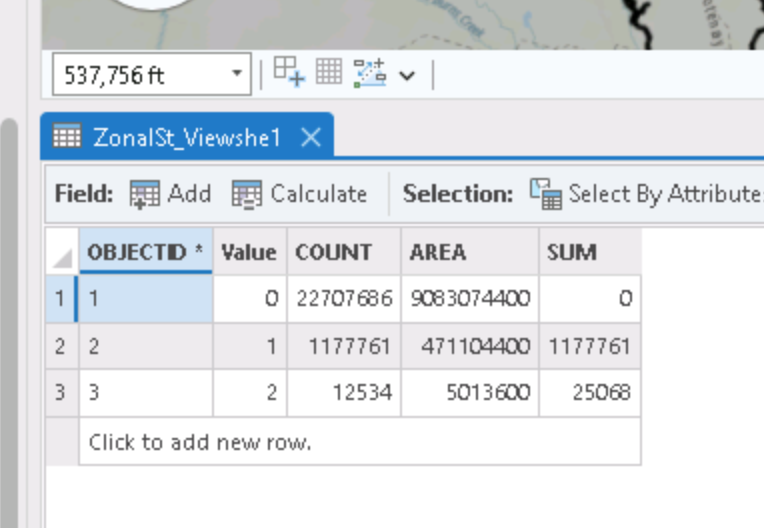 537,756 ft
ZonalSt_Viewshe1
Field: Add Calculate Selection: Select By Attribute
OBJECTID * Value COUNT AREA SUM
1 1 0 22707686 9083074400 0
2 2 1 1177761 471104400 1177761
3 3 2 12534 5013600 25068
Click to add new row.